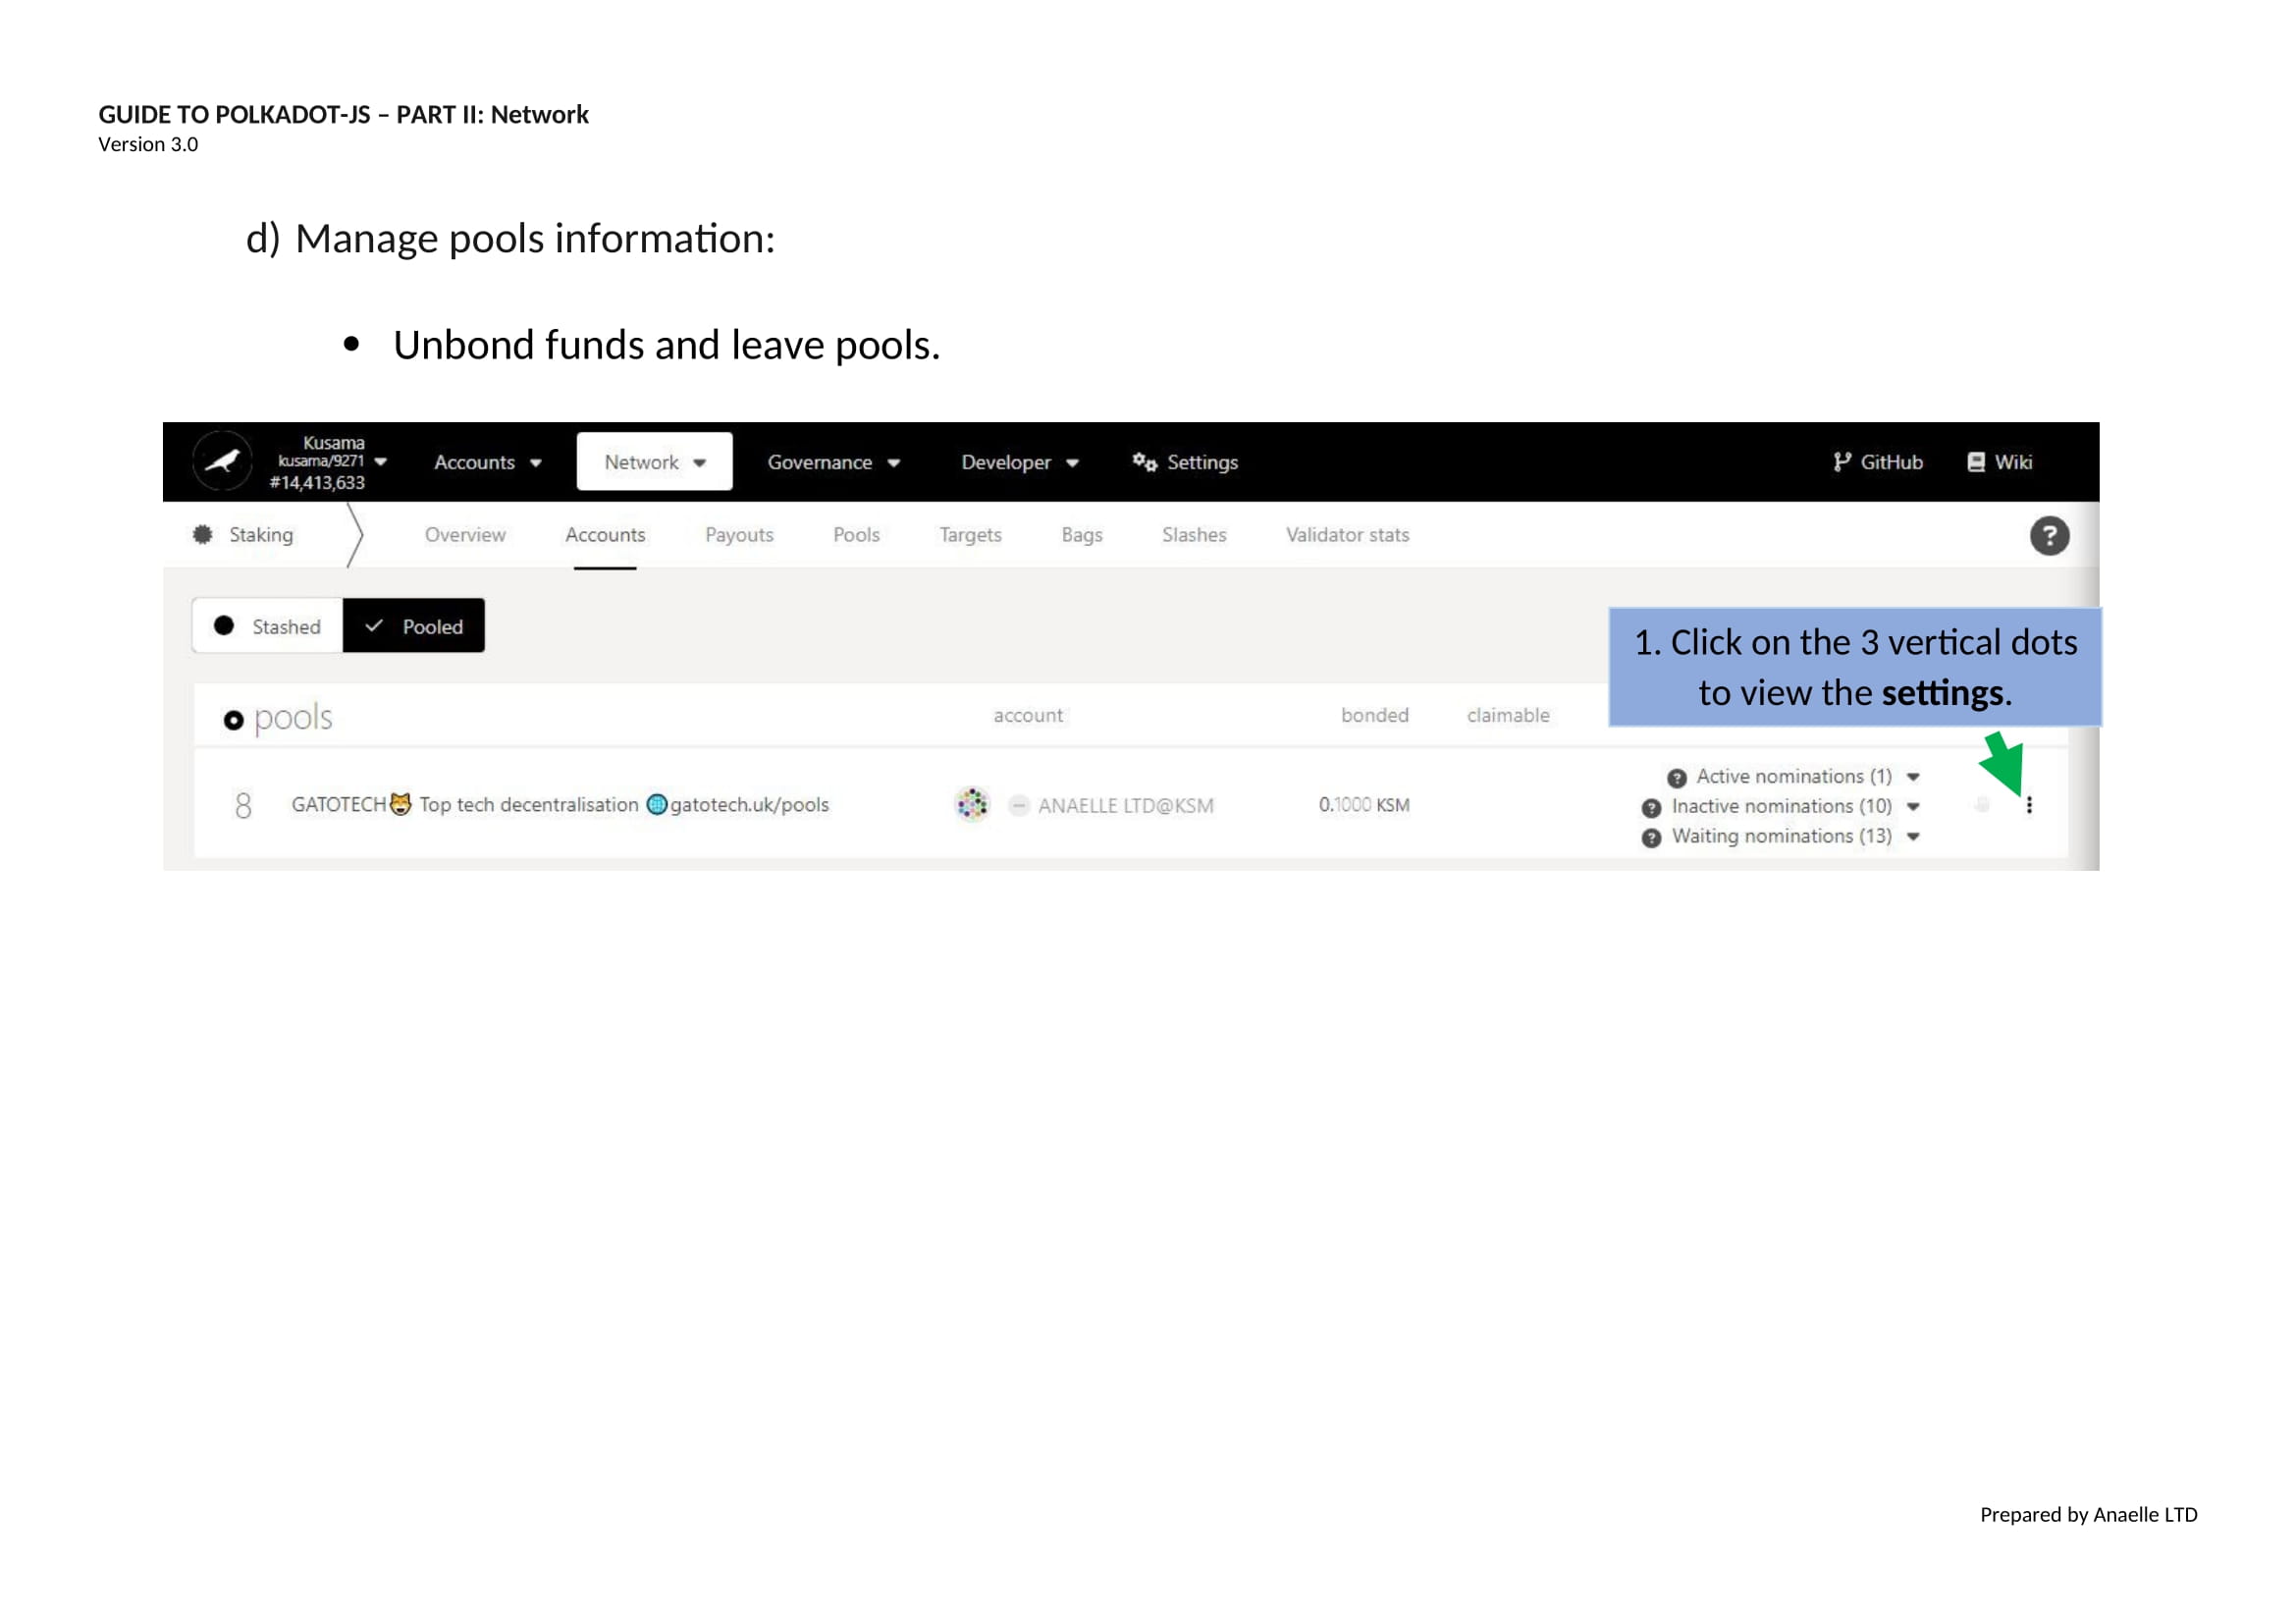 GUIDE TO POLKADOT-JS – PART II: Network
Version 3.0
d) Manage pools information:
• Unbond funds and leave pools.
Kusama
kusama/9271
#14,413,633
Accounts
Network
Governance
Developer
Settings
GitHub
Wiki
Staking
Overview
Accounts
Payouts
Pools
Targets
Bags
Slashes
Validator stats
?
Stashed
Pooled
1. Click on the 3 vertical dots
to view the settings.
pools
account
bonded
claimable
8
GATOTECH😺 Top tech decentralisation 🌐gatotech.uk/pools
ANAELLE LTD@KSM
0.1000 KSM
? Active nominations (1)
? Inactive nominations (10)
? Waiting nominations (13)
Prepared by Anaelle LTD